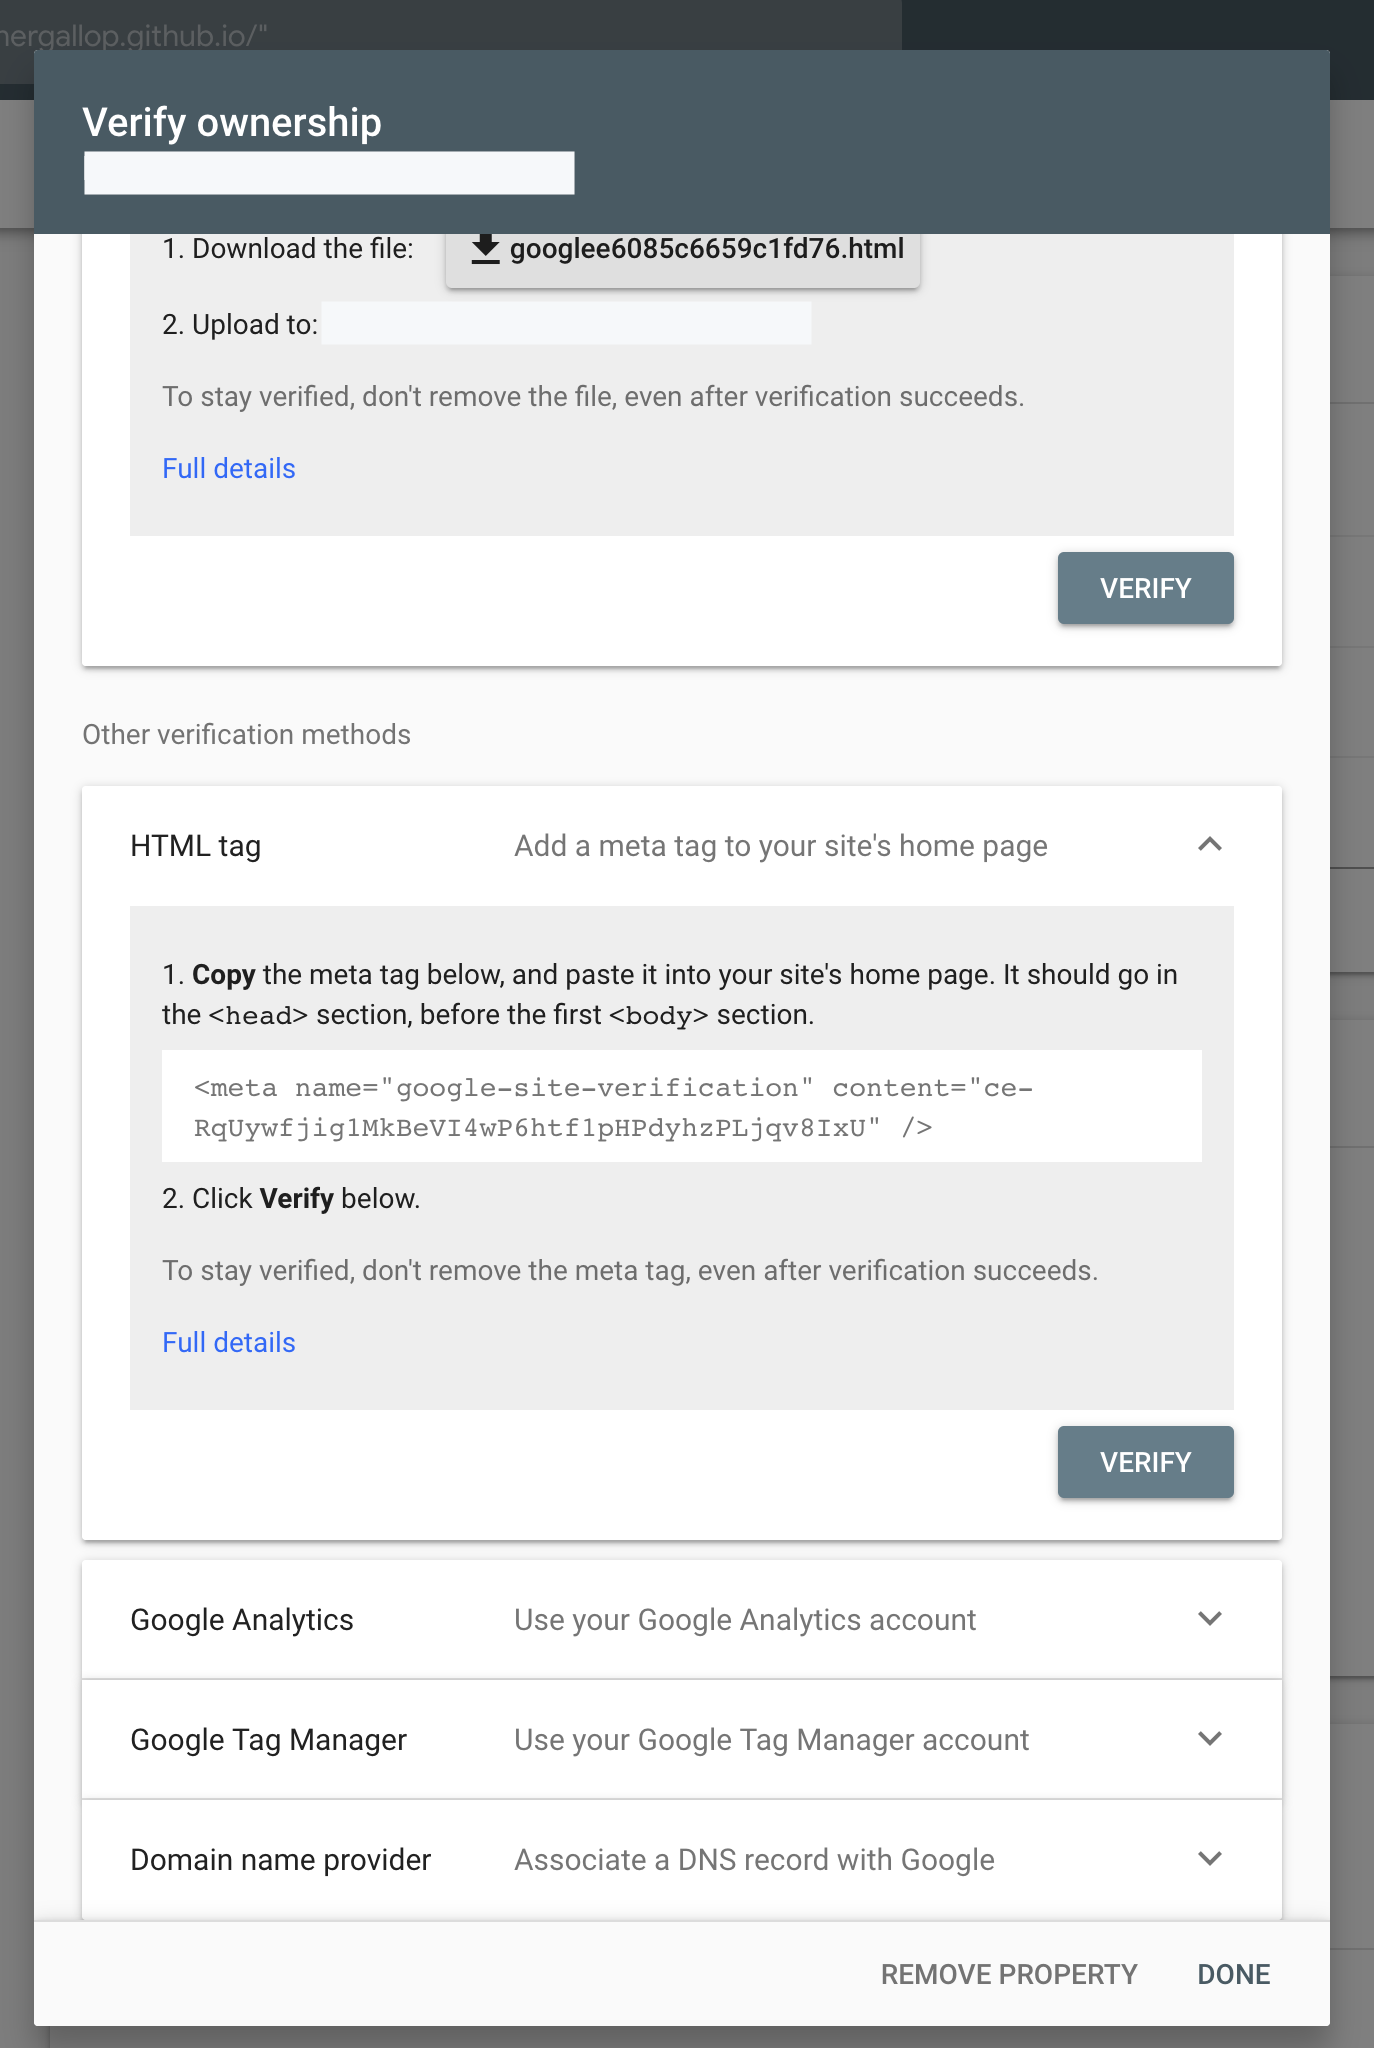 nergallop.github.io/"
Verify ownership
1. Download the file: googlee6085c6659c1fd76.html
2. Upload to:
To stay verified, don't remove the file, even after verification succeeds.
Full details
VERIFY
Other verification methods
HTML tag Add a meta tag to your site's home page
1. Copy the meta tag below, and paste it into your site's home page. It should go in
the <head> section, before the first <body> section.
<meta name="google-site-verification" content="ce-
RqUywfjig1MkBeVI4wP6htf1pHPdyhzPLjqv8IxU" />
2. Click Verify below.
To stay verified, don't remove the meta tag, even after verification succeeds.
Full details
VERIFY
Google Analytics Use your Google Analytics account
Google Tag Manager Use your Google Tag Manager account
Domain name provider Associate a DNS record with Google
REMOVE PROPERTY DONE